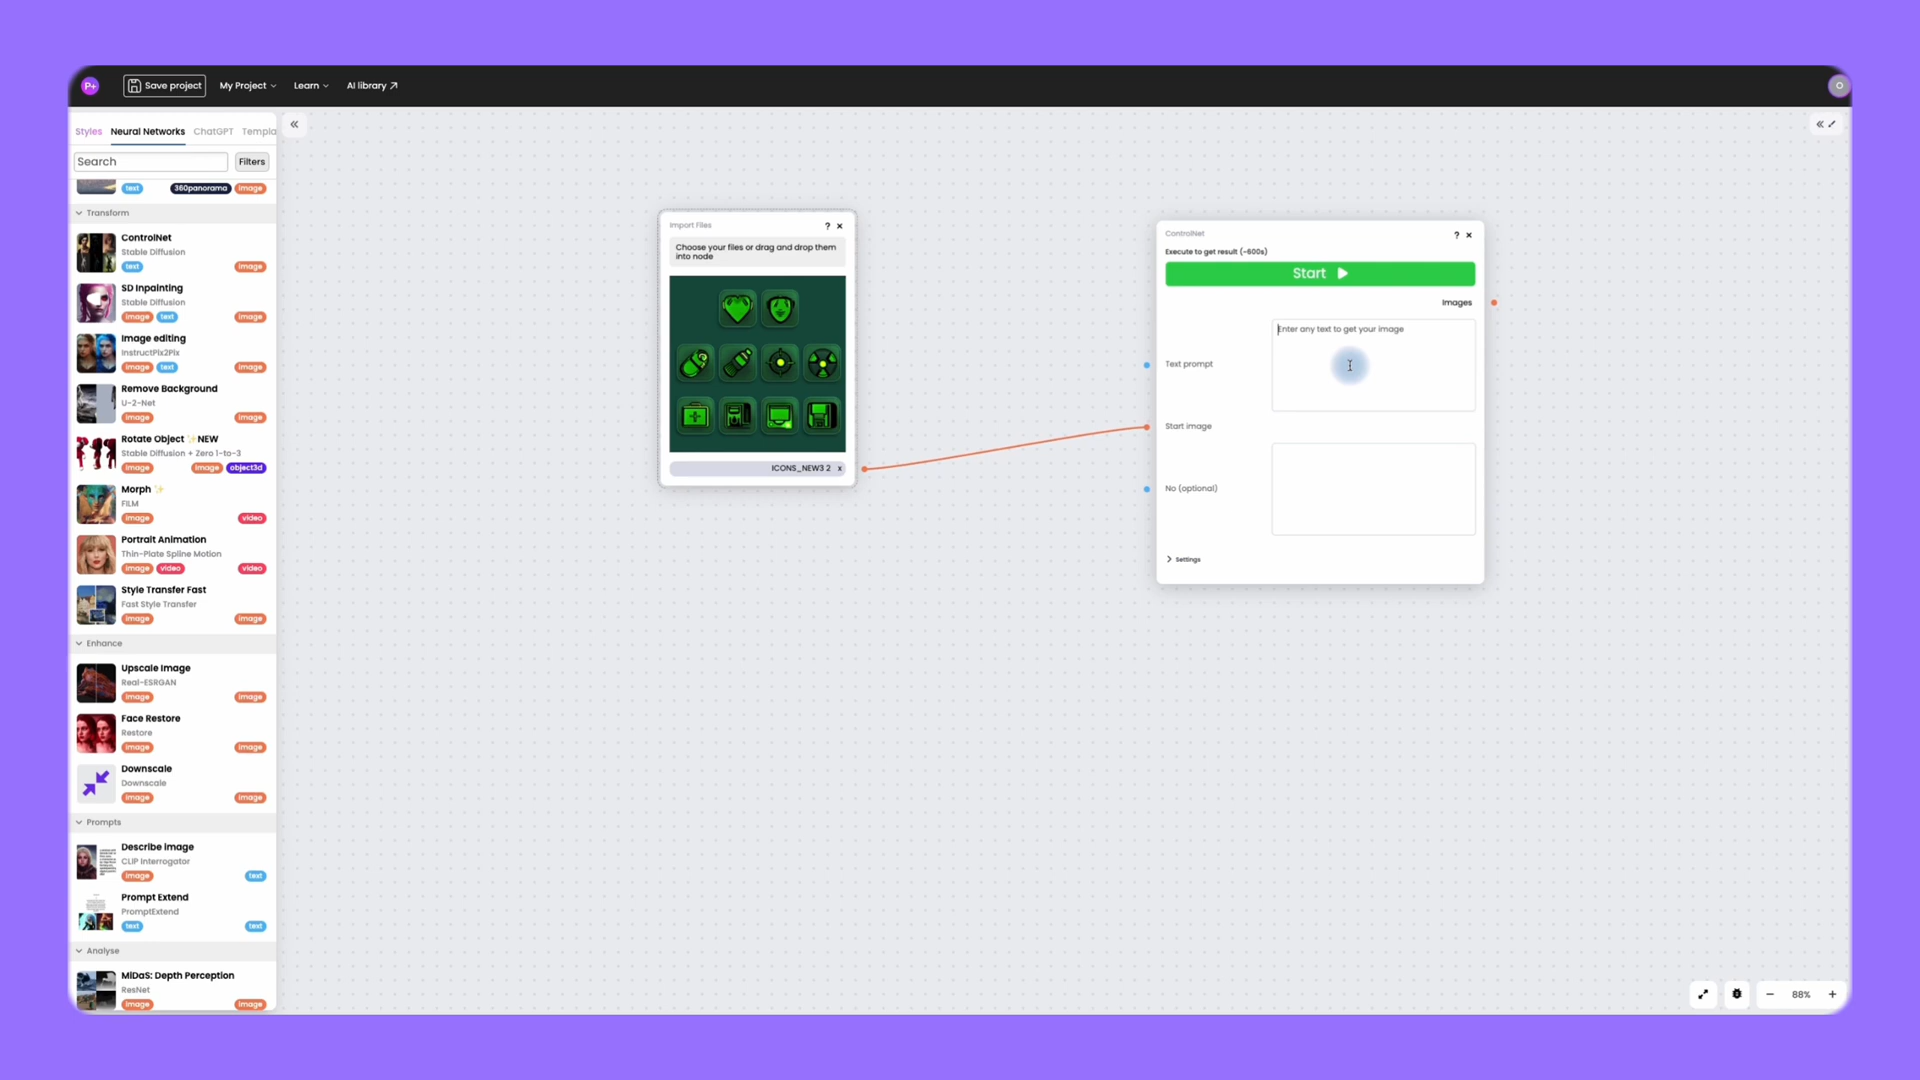 P+
Save project
My Project
Learn
AI library
O
Styles
Neural Networks
ChatGPT
Templa
Search
Filters
text
360panorama
image
Transform
ControlNet
Stable Diffusion
text
image
SD Inpainting
Stable Diffusion
image
text
image
Image editing
InstructPix2Pix
image
text
image
Remove Background
U-2-Net
image
image
Rotate Object ✨NEW
Stable Diffusion + Zero 1-to-3
image
image
object3d
Morph ✨
FILM
image
video
Portrait Animation
Thin-Plate Spline Motion
image
video
video
Style Transfer Fast
Fast Style Transfer
image
image
Enhance
Upscale Image
Real-ESRGAN
image
image
Face Restore
Restore
image
image
Downscale
Downscale
image
image
Prompts
Describe image
CLIP Interrogator
image
text
Prompt Extend
PromptExtend
text
text
Analyse
MiDaS: Depth Perception
ResNet
image
image
Import Files
? ×
Choose your files or drag and drop them
into node
ICONS_NEW3 2 x
ControlNet
? ×
Execute to get result (~600s)
Start
Images
Enter any text to get your image
Text prompt
Start image
No (optional)
Settings
88%